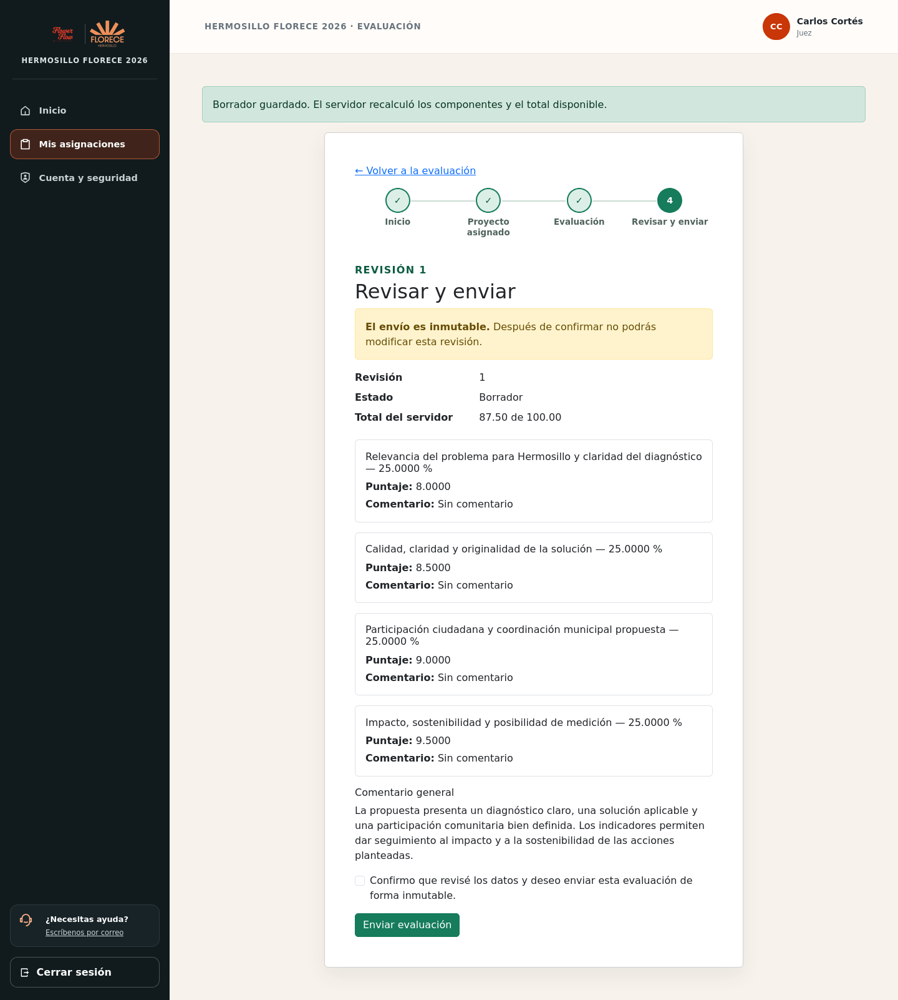 Flower
Flow
FLORECE
HERMOSILLO
HERMOSILLO FLORECE 2026
Inicio
Mis asignaciones
Cuenta y seguridad
¿Necesitas ayuda?
Escríbenos por correo
Cerrar sesión
HERMOSILLO FLORECE 2026 · EVALUACIÓN
CC
Carlos Cortés
Juez
Borrador guardado. El servidor recalculó los componentes y el total disponible.
← Volver a la evaluación
✓
✓
✓
4
Inicio
Proyecto
asignado
Evaluación
Revisar y enviar
REVISIÓN 1
Revisar y enviar
El envío es inmutable. Después de confirmar no podrás
modificar esta revisión.
Revisión 1
Estado Borrador
Total del servidor 87.50 de 100.00
Relevancia del problema para Hermosillo y claridad del diagnóstico
— 25.0000 %
Puntaje: 8.0000
Comentario: Sin comentario
Calidad, claridad y originalidad de la solución — 25.0000 %
Puntaje: 8.5000
Comentario: Sin comentario
Participación ciudadana y coordinación municipal propuesta —
25.0000 %
Puntaje: 9.0000
Comentario: Sin comentario
Impacto, sostenibilidad y posibilidad de medición — 25.0000 %
Puntaje: 9.5000
Comentario: Sin comentario
Comentario general
La propuesta presenta un diagnóstico claro, una solución aplicable y
una participación comunitaria bien definida. Los indicadores permiten
dar seguimiento al impacto y a la sostenibilidad de las acciones
planteadas.
Confirmo que revisé los datos y deseo enviar esta evaluación de
forma inmutable.
Enviar evaluación